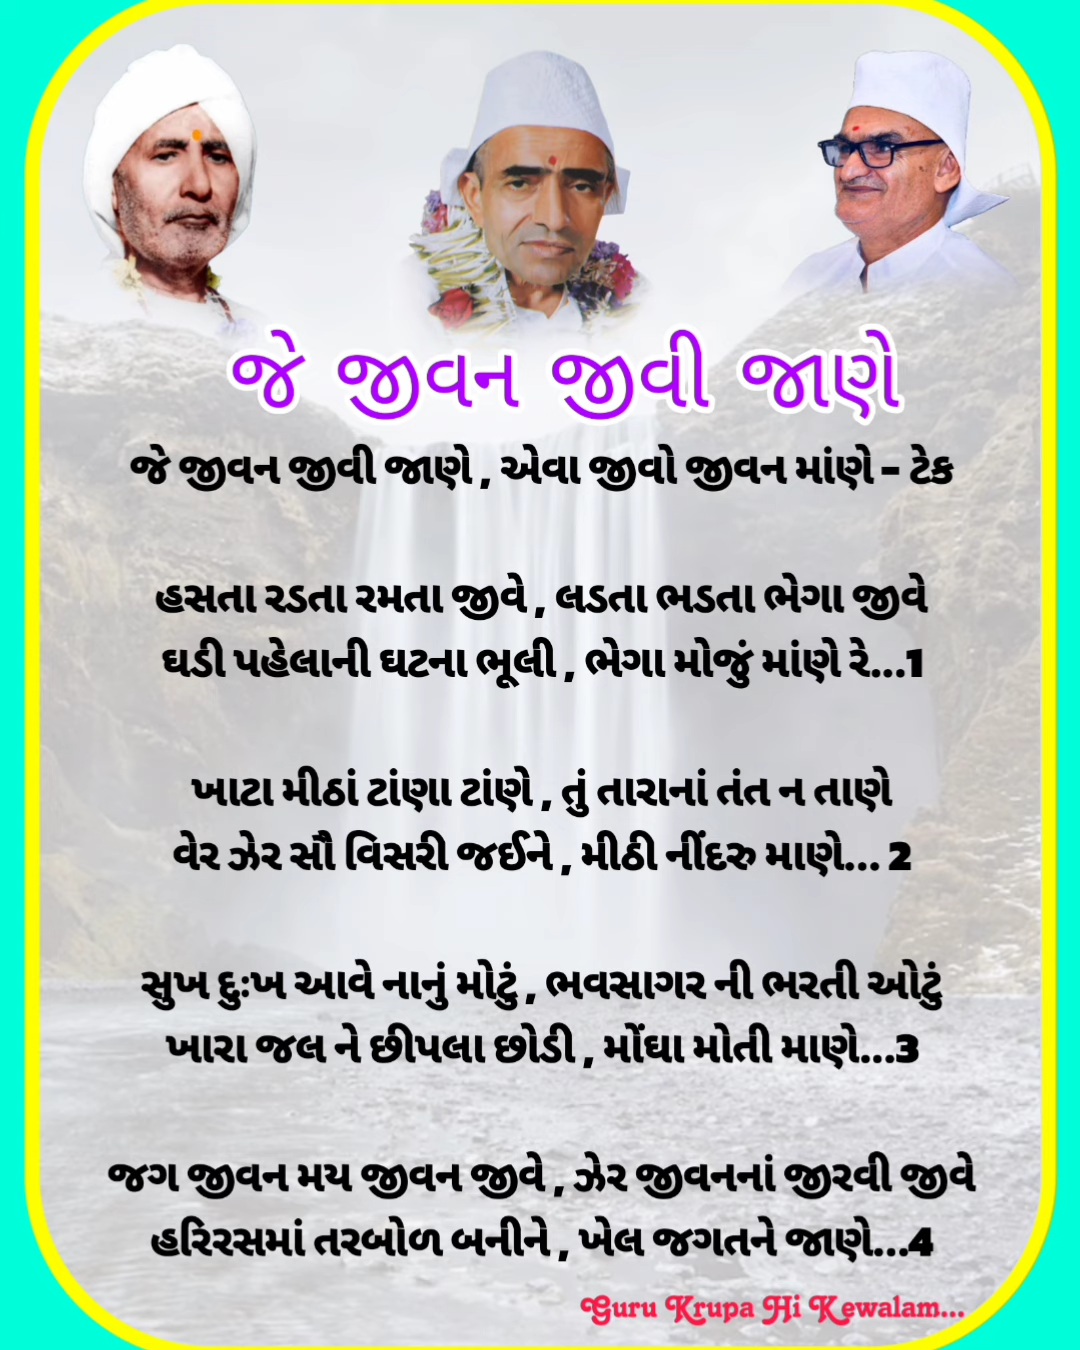 જે જીવન જીવી જાણે
જે જીવન જીવી જાણે , એવા જીવો જીવન માંણે - ટેક
હસતા રડતા રમતા જીવે , લડતા ભડતા ભેગા જીવે
ઘડી પહેલાની ઘટના ભૂલી , ભેગા મોજું માંણે રે...1
ખાટા મીઠાં ટાંણા ટાંણે , તું તારાનાં તંત ન તાણે
વેર ઝેર સૌ વિસરી જઈને , મીઠી નીંદરુ માણે... 2
સુખ દુઃખ આવે નાનું મોટું , ભવસાગર ની ભરતી ઓટું
ખારા જલ ને છીપલા છોડી , મોંઘા મોતી માણે...3
જગ જીવન મય જીવન જીવે , ઝેર જીવનનાં જીરવી જીવે
હરિરસમાં તરબોળ બનીને , ખેલ જગતને જાણે...4
Guru Krupa Hi Kewalam...